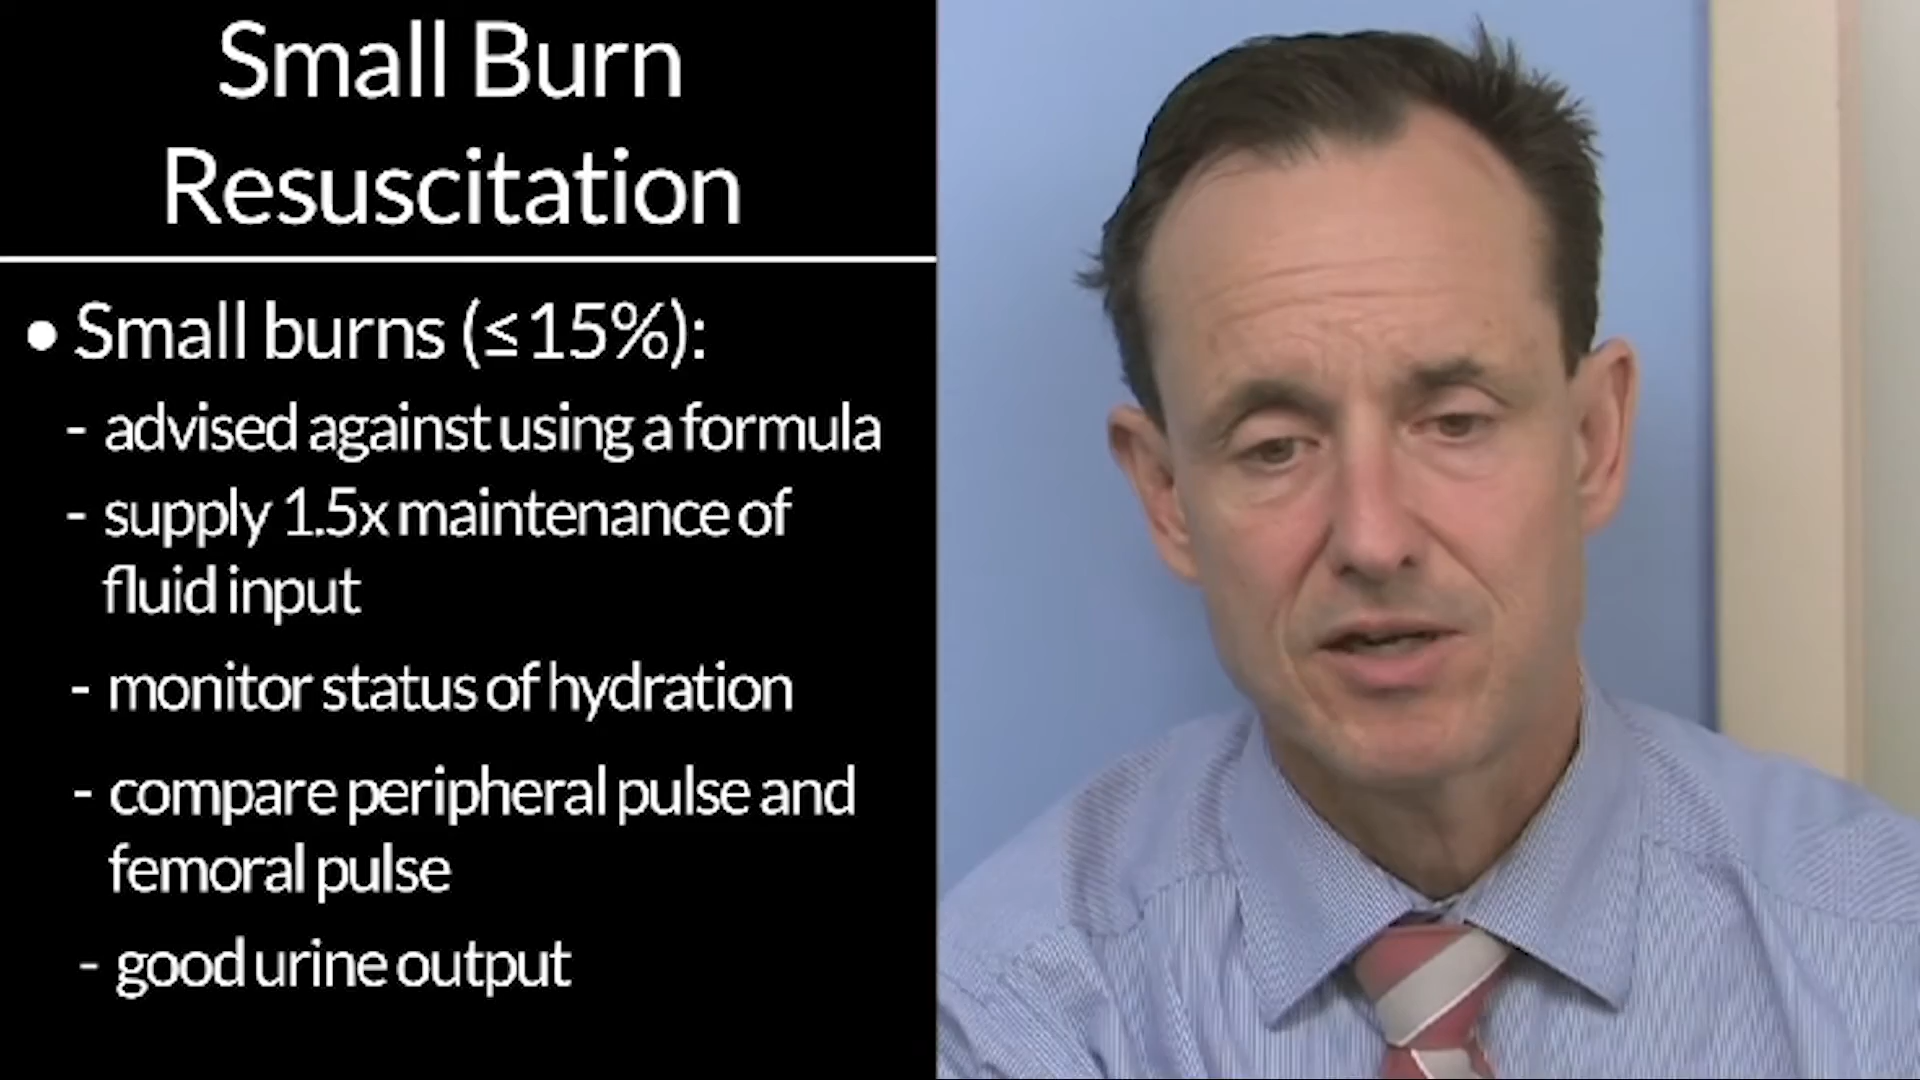 Small Burn
Resuscitation
• Small burns (≤15%):
- advised against using a formula
- supply 1.5x maintenance of
fluid input
- monitor status of hydration
- compare peripheral pulse and
femoral pulse
- good urine output